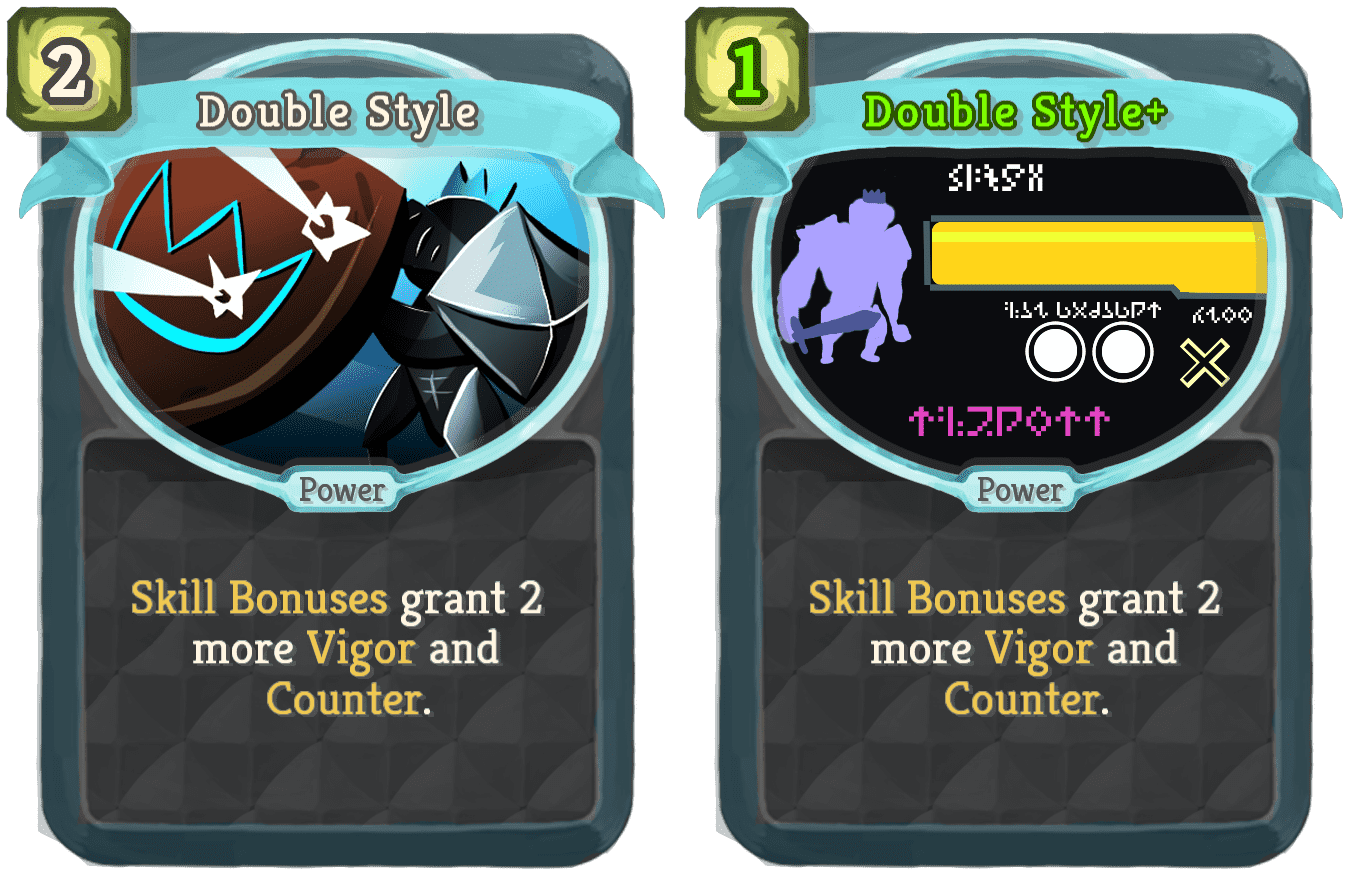 2
Double Style
Power
Skill Bonuses grant 2
more Vigor and
Counter.
1
Double Style+
Power
Skill Bonuses grant 2
more Vigor and
Counter.